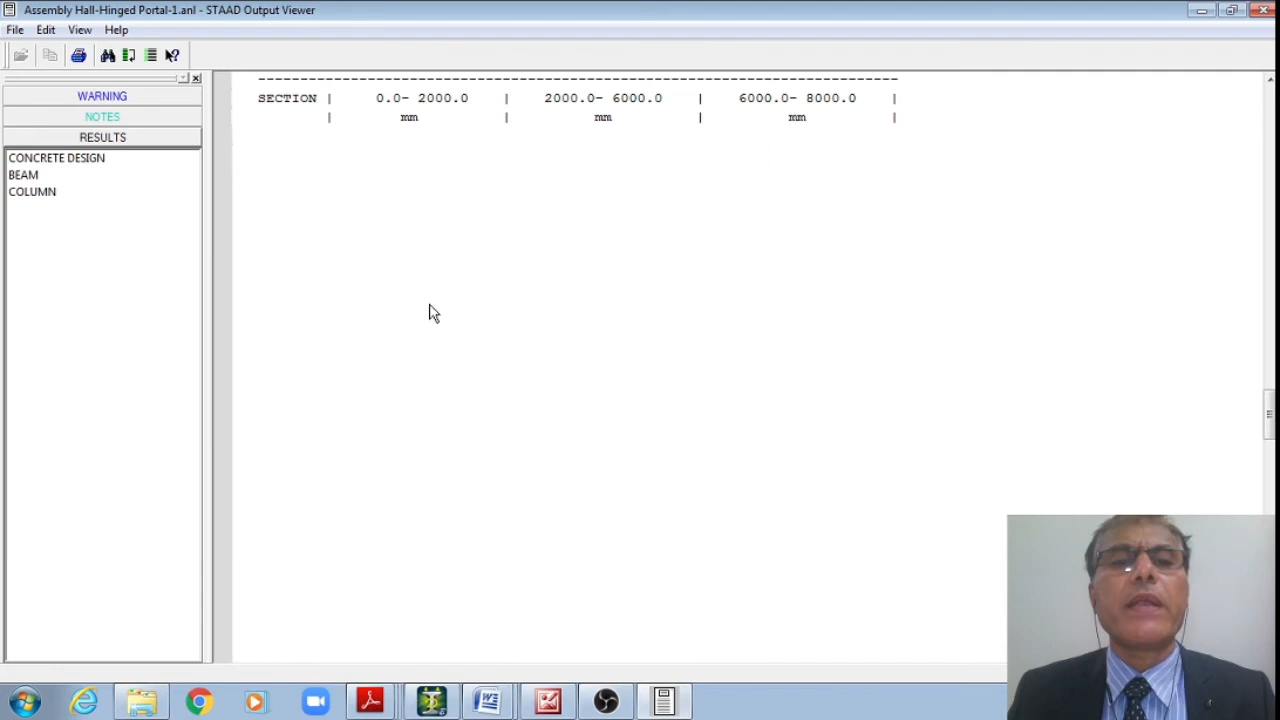 Assembly Hall-Hinged Portal-1.anl - STAAD Output Viewer
File Edit View Help
WARNING
NOTES
RESULTS
CONCRETE DESIGN
BEAM
COLUMN
--------------------------------------------------------------------------------
SECTION | 0.0- 2000.0 | 2000.0- 6000.0 | 6000.0- 8000.0 |
| mm | mm | mm |